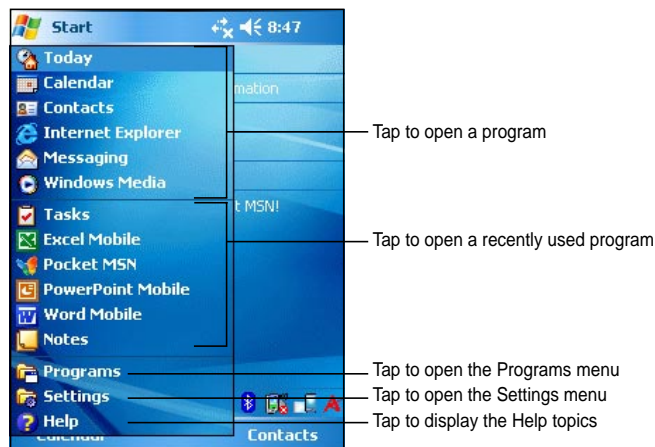 Start 8:47
Today
Calendar
mation
Contacts
Internet Explorer
Tap to open a program
Messaging
Windows Media
t MSN!
Tasks
Excel Mobile
Tap to open a recently used program
Pocket MSN
PowerPoint Mobile
Word Mobile
Notes
Programs
Tap to open the Programs menu
Settings
Tap to open the Settings menu
Help
Tap to display the Help topics
Calendar Contacts